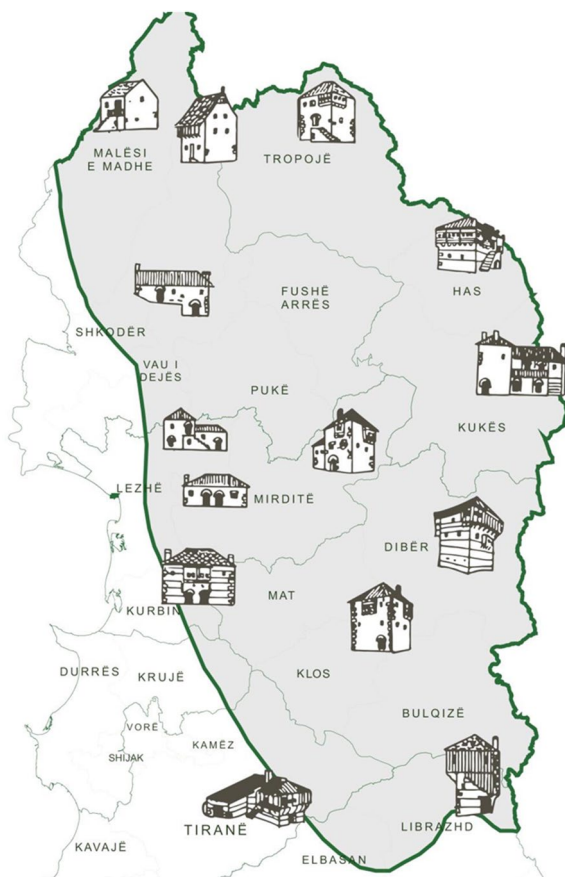 MALËSI
E MADHE
TROPOJË
HAS
FUSHË
ARRËS
SHKODËR
VAU I
DEJËS
PUKË
KUKËS
LEZHË
MIRDITË
DIBËR
MAT
KURBIN
DURRËS
KRUJË
KLOS
BULQIZË
VORË
KAMËZ
SHIJAK
TIRANË
LIBRAZHD
KAVAJË
ELBASAN